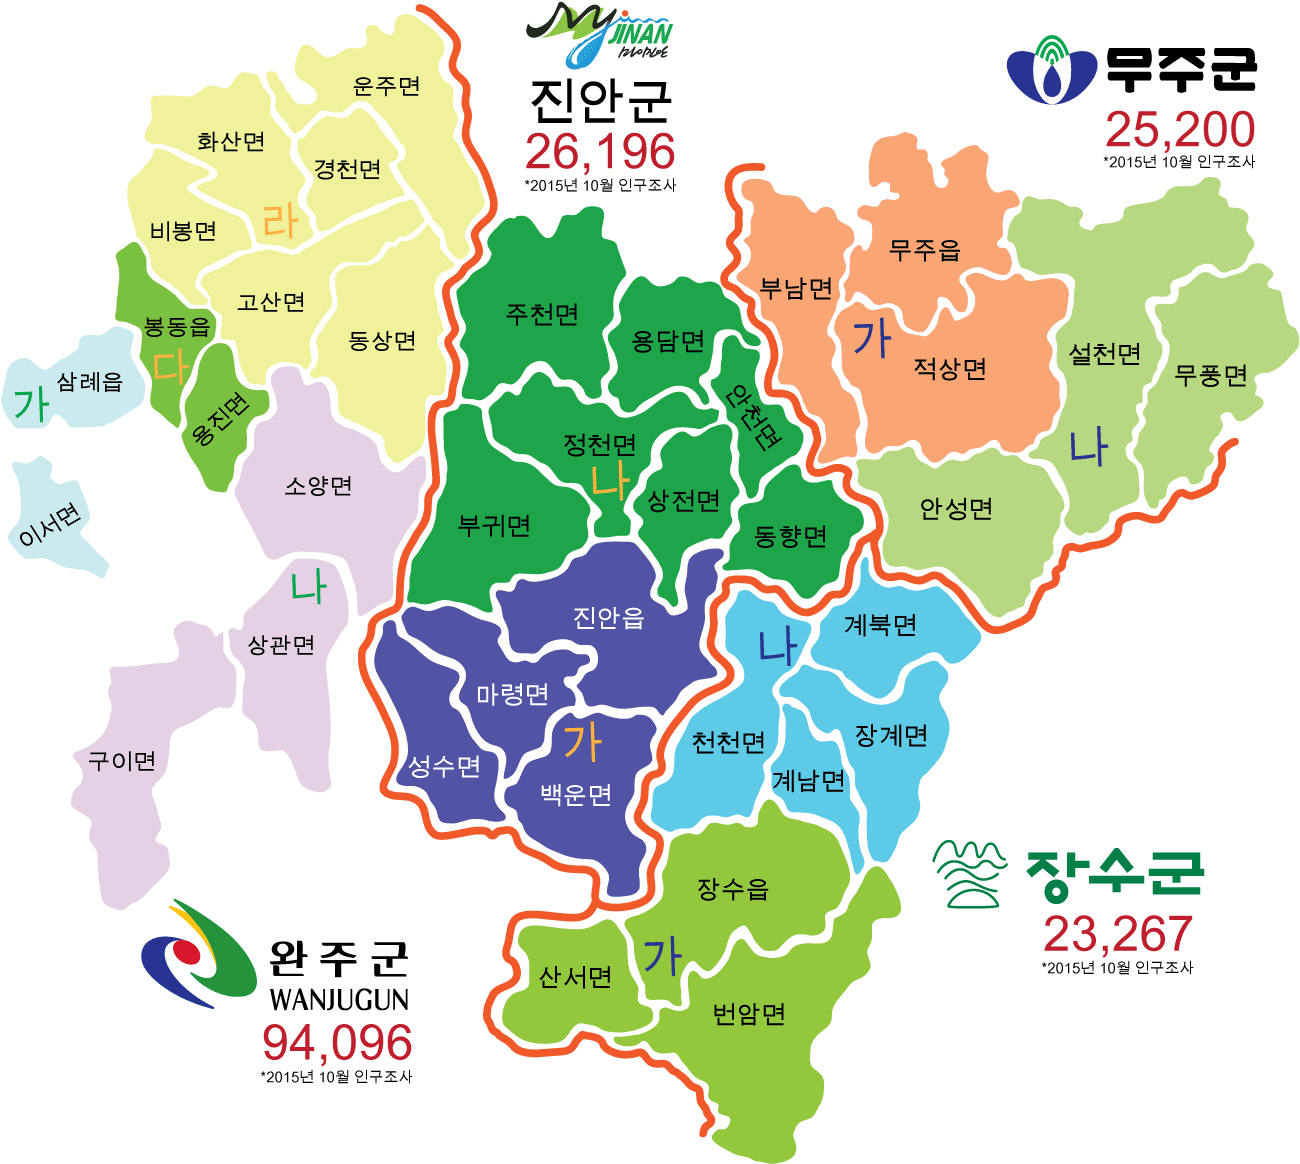 JINAN
진안군
26,196
*2015년 10월 인구조사
무주군
25,200
*2015년 10월 인구조사
운주면
화산면
경천면
비봉면
라
고산면
동상면
봉동읍
다
용진면
삼례읍
가
이서면
소양면
나
상관면
구이면
주천면
용담면
안천면
정천면
나
상전면
부귀면
동향면
진안읍
마령면
가
성수면
백운면
무주읍
부남면
가
적상면
설천면
무풍면
나
안성면
계북면
나
천천면
장계면
계남면
장수읍
가
산서면
번암면
장수군
23,267
*2015년 10월 인구조사
완주군
WANJUGUN
94,096
*2015년 10월 인구조사